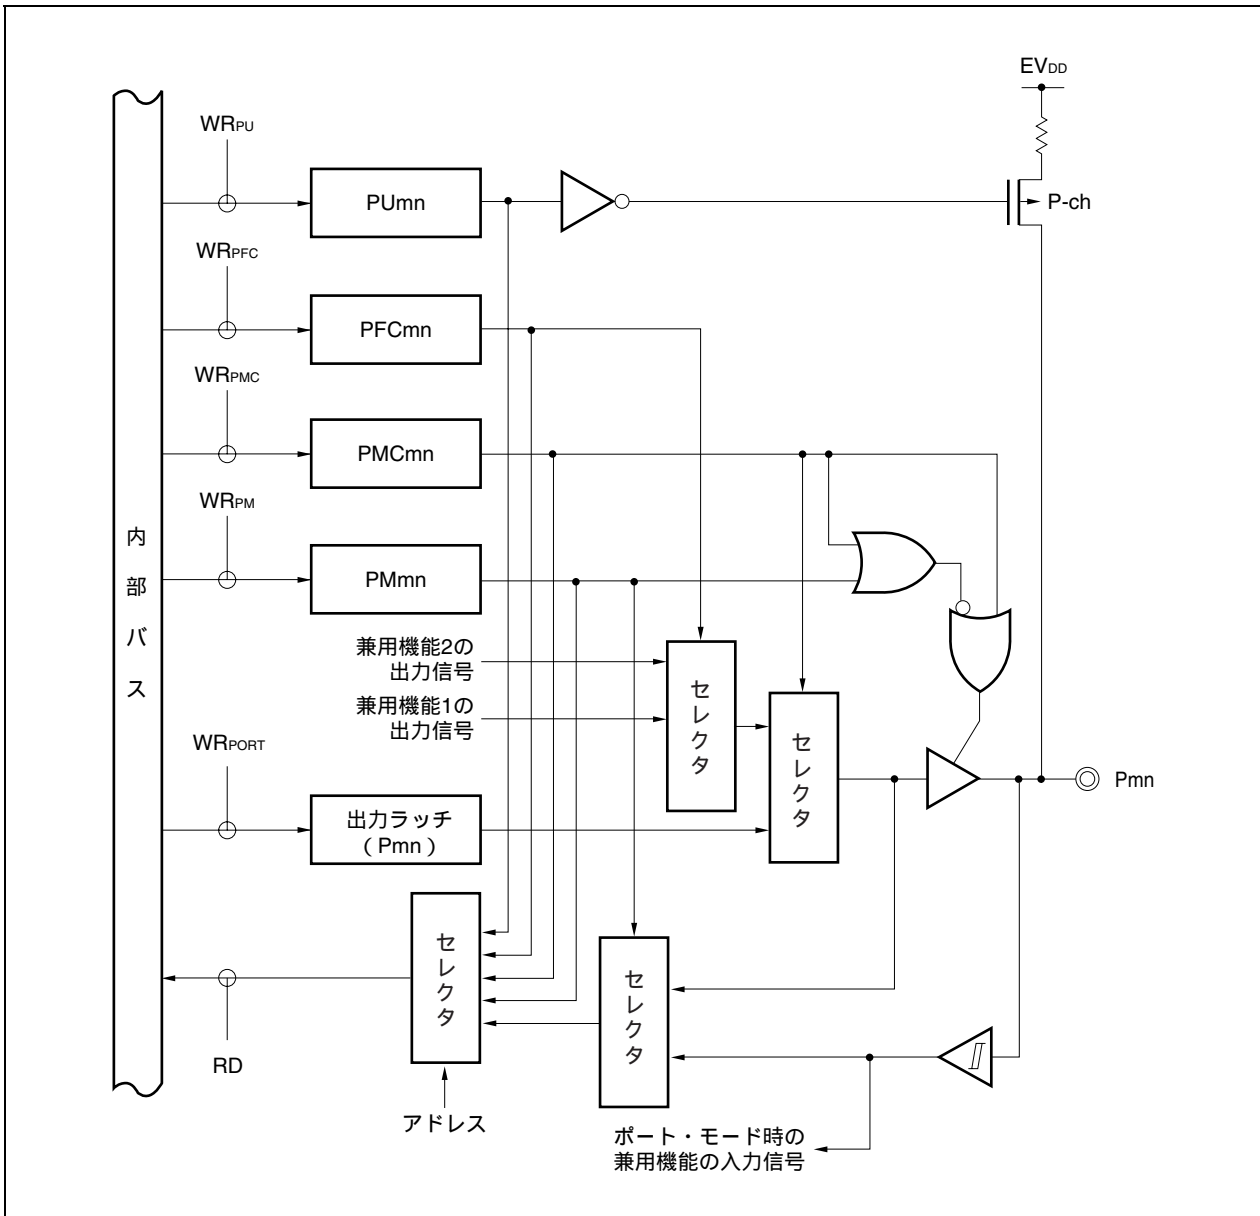 EVDD
WRPU
PUmn
P-ch
WRPFC
PFCmn
WRPMC
PMCmn
WRPM
PMmn
内部バス
兼用機能2の
出力信号
兼用機能1の
出力信号
セレクタ
セレクタ
WRPORT
出力ラッチ
(Pmn)
Pmn
セレクタ
セレクタ
RD
アドレス
ポート・モード時の
兼用機能の入力信号